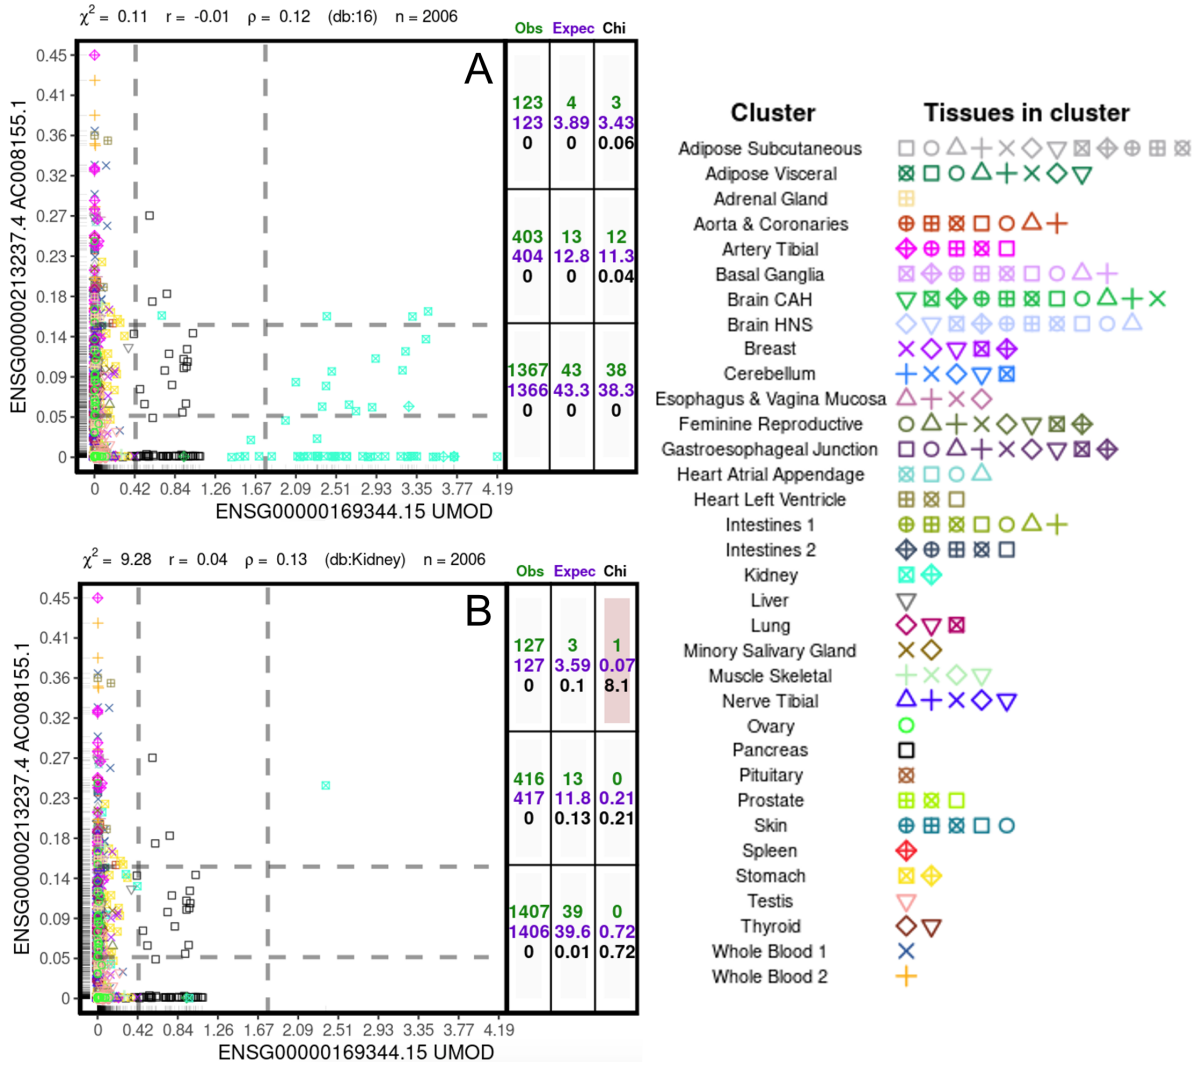 χ² = 0.11 r = -0.01 ρ = 0.12 (db:16) n = 2006
Obs Expec Chi
A
0.45
0.41
0.36
0.32
0.27
0.23
0.18
0.14
0.09
0.05
0
ENSG00000213237.4 AC008155.1
123 4 3
123 3.89 3.43
0 0 0.06
403 13 12
404 12.8 11.3
0 0 0.04
1367 43 38
1366 43.3 38.3
0 0 0
0 0.42 0.84 1.26 1.67 2.09 2.51 2.93 3.35 3.77 4.19
ENSG00000169344.15 UMOD
χ² = 9.28 r = 0.04 ρ = 0.13 (db:Kidney) n = 2006
Obs Expec Chi
B
0.45
0.41
0.36
0.32
0.27
0.23
0.18
0.14
0.09
0.05
0
ENSG00000213237.4 AC008155.1
127 3 1
127 3.59 0.07
0 0.1 8.1
416 13 0
417 11.8 0.21
0 0.13 0.21
1407 39 0
1406 39.6 0.72
0 0.01 0.72
0 0.42 0.84 1.26 1.67 2.09 2.51 2.93 3.35 3.77 4.19
ENSG00000169344.15 UMOD
Cluster Tissues in cluster
Adipose Subcutaneous
Adipose Visceral
Adrenal Gland
Aorta & Coronaries
Artery Tibial
Basal Ganglia
Brain CAH
Brain HNS
Breast
Cerebellum
Esophagus & Vagina Mucosa
Feminine Reproductive
Gastroesophageal Junction
Heart Atrial Appendage
Heart Left Ventricle
Intestines 1
Intestines 2
Kidney
Liver
Lung
Minory Salivary Gland
Muscle Skeletal
Nerve Tibial
Ovary
Pancreas
Pituitary
Prostate
Skin
Spleen
Stomach
Testis
Thyroid
Whole Blood 1
Whole Blood 2